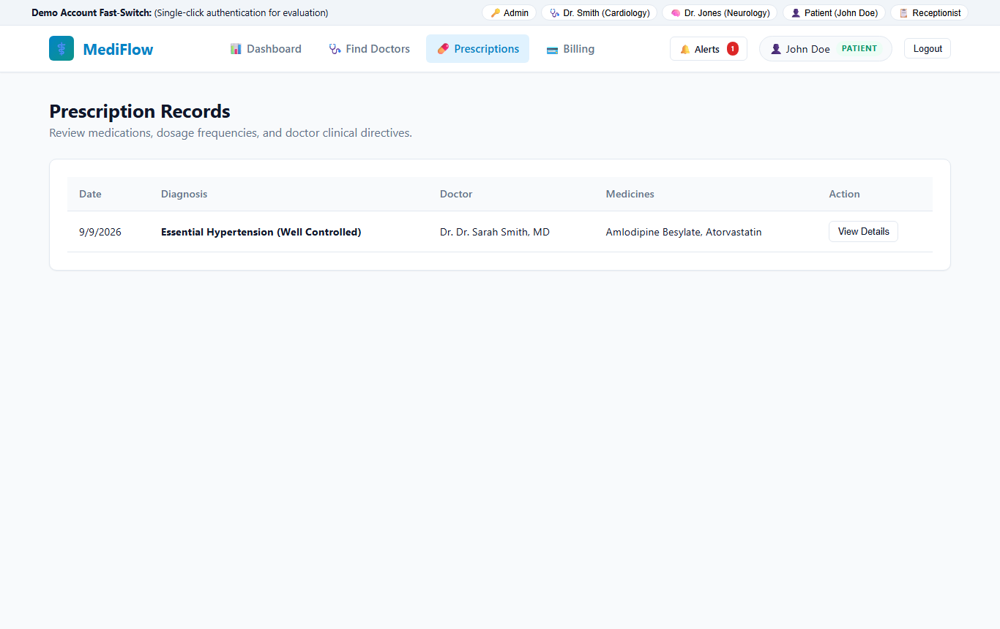 Demo Account Fast-Switch: (Single-click authentication for evaluation) Admin Dr. Smith (Cardiology) Dr. Jones (Neurology) Patient (John Doe) Receptionist
MediFlow Dashboard Find Doctors Prescriptions Billing Alerts 1 John Doe PATIENT Logout
Prescription Records
Review medications, dosage frequencies, and doctor clinical directives.
Date Diagnosis Doctor Medicines Action
9/9/2026 Essential Hypertension (Well Controlled) Dr. Dr. Sarah Smith, MD Amlodipine Besylate, Atorvastatin View Details